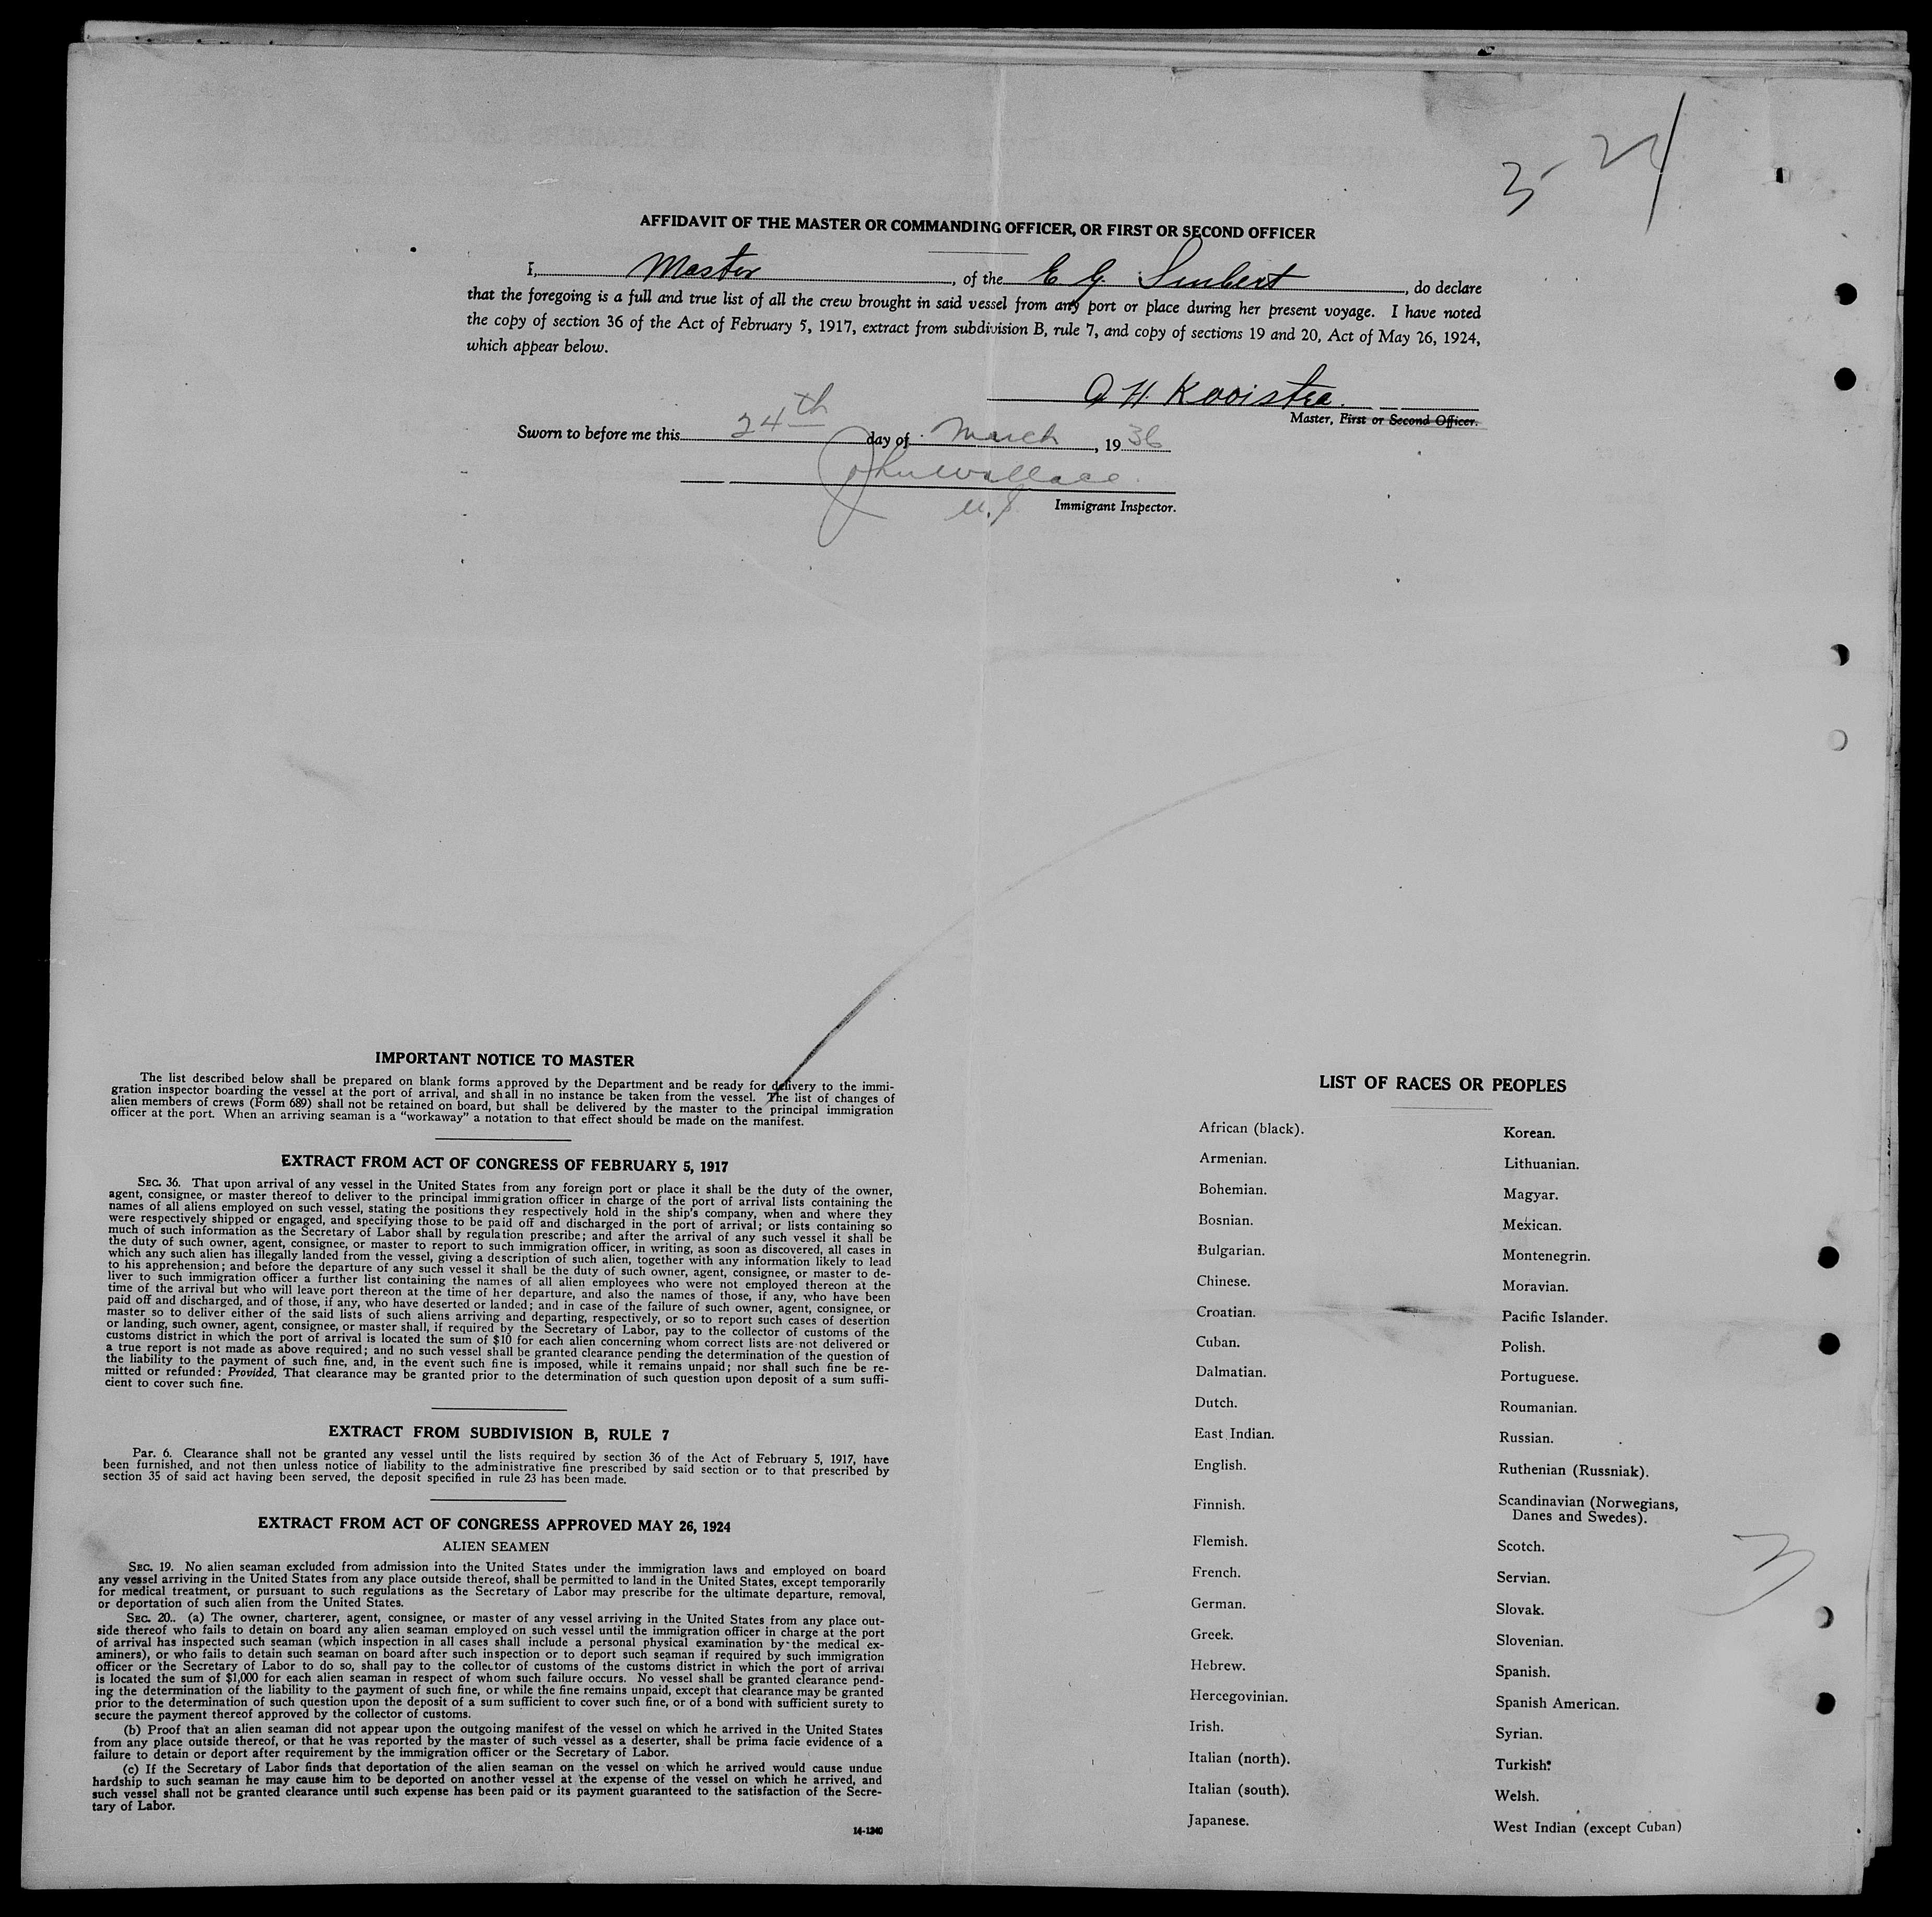 3-24
AFFIDAVIT OF THE MASTER OR COMMANDING OFFICER, OR FIRST OR SECOND OFFICER
I, Master, of the E. G. Seubert, do declare
that the foregoing is a full and true list of all the crew brought in said vessel from any port or place during her present voyage. I have noted
the copy of section 36 of the Act of February 5, 1917, extract from subdivision B, rule 7, and copy of sections 19 and 20, Act of May 26, 1924,
which appear below.
H. Kooistra.
Master, First or Second Officer.
Sworn to before me this 24th day of March, 1936
John Wallace
U.S. Immigrant Inspector.
IMPORTANT NOTICE TO MASTER
The list described below shall be prepared on blank forms approved by the Department and be ready for delivery to the immi-
gration inspector boarding the vessel at the port of arrival, and shall in no instance be taken from the vessel. The list of changes of
alien members of crews (Form 689) shall not be retained on board, but shall be delivered by the master to the principal immigration
officer at the port. When an arriving seaman is a "workaway" a notation to that effect should be made on the manifest.
EXTRACT FROM ACT OF CONGRESS OF FEBRUARY 5, 1917
SEC. 36. That upon arrival of any vessel in the United States from any foreign port or place it shall be the duty of the owner,
agent, consignee, or master thereof to deliver to the principal immigration officer in charge of the port of arrival lists containing the
names of all aliens employed on such vessel, stating the positions they respectively hold in the ship's company, when and where they
were respectively shipped or engaged, and specifying those to be paid off and discharged in the port of arrival; or lists containing so
much of such information as the Secretary of Labor shall by regulation prescribe; and after the arrival of any such vessel it shall be
the duty of such owner, agent, consignee, or master to report to such immigration officer, in writing, as soon as discovered, all cases in
which any such alien has illegally landed from the vessel, giving a description of such alien, together with any information likely to lead
to his apprehension; and before the departure of any such vessel it shall be the duty of such owner, agent, consignee, or master to de-
liver to such immigration officer a further list containing the names of all alien employees who were not employed thereon at the
time of the arrival but who will leave port thereon at the time of her departure, and also the names of those, if any, who have been
paid off and discharged, and of those, if any, who have deserted or landed; and in case of the failure of such owner, agent, consignee, or
master so to deliver either of the said lists of such aliens arriving and departing, respectively, or so to report such cases of desertion
or landing, such owner, agent, consignee, or master shall, if required by the Secretary of Labor, pay to the collector of customs of the
customs district in which the port of arrival is located the sum of $10 for each alien concerning whom correct lists are not delivered or
a true report is not made as above required; and no such vessel shall be granted clearance pending the determination of the question of
the liability to the payment of such fine, and, in the event such fine is imposed, while it remains unpaid; nor shall such fine be re-
mitted or refunded: Provided, That clearance may be granted prior to the determination of such question upon deposit of a sum suffi-
cient to cover such fine.
EXTRACT FROM SUBDIVISION B, RULE 7
Par. 6. Clearance shall not be granted any vessel until the lists required by section 36 of the Act of February 5, 1917, have
been furnished, and not then unless notice of liability to the administrative fine prescribed by said section or to that prescribed by
section 35 of said act having been served, the deposit specified in rule 23 has been made.
EXTRACT FROM ACT OF CONGRESS APPROVED MAY 26, 1924
ALIEN SEAMEN
SEC. 19. No alien seaman excluded from admission into the United States under the immigration laws and employed on board
any vessel arriving in the United States from any place outside thereof, shall be permitted to land in the United States, except temporarily
for medical treatment, or pursuant to such regulations as the Secretary of Labor may prescribe for the ultimate departure, removal,
or deportation of such alien from the United States.
SEC. 20.. (a) The owner, charterer, agent, consignee, or master of any vessel arriving in the United States from any place out-
side thereof who fails to detain on board any alien seaman employed on such vessel until the immigration officer in charge at the port
of arrival has inspected such seaman (which inspection in all cases shall include a personal physical examination by the medical ex-
aminers), or who fails to detain such seaman on board after such inspection or to deport such seaman if required by such immigration
officer or the Secretary of Labor to do so, shall pay to the collector of customs of the customs district in which the port of arrival
is located the sum of $1,000 for each alien seaman in respect of whom such failure occurs. No vessel shall be granted clearance pend-
ing the determination of the liability to the payment of such fine, or while the fine remains unpaid, except that clearance may be granted
prior to the determination of such question upon the deposit of a sum sufficient to cover such fine, or of a bond with sufficient surety to
secure the payment thereof approved by the collector of customs.
(b) Proof that an alien seaman did not appear upon the outgoing manifest of the vessel on which he arrived in the United States
from any place outside thereof, or that he was reported by the master of such vessel as a deserter, shall be prima facie evidence of a
failure to detain or deport after requirement by the immigration officer or the Secretary of Labor.
(c) If the Secretary of Labor finds that deportation of the alien seaman on the vessel on which he arrived would cause undue
hardship to such seaman he may cause him to be deported on another vessel at the expense of the vessel on which he arrived, and
such vessel shall not be granted clearance until such expense has been paid or its payment guaranteed to the satisfaction of the Secre-
tary of Labor.
14-1240
LIST OF RACES OR PEOPLES
African (black).
Armenian.
Bohemian.
Bosnian.
Bulgarian.
Chinese.
Croatian.
Cuban.
Dalmatian.
Dutch.
East Indian.
English.
Finnish.
Flemish.
French.
German.
Greek.
Hebrew.
Hercegovinian.
Irish.
Italian (north).
Italian (south).
Japanese.
Korean.
Lithuanian.
Magyar.
Mexican.
Montenegrin.
Moravian.
Pacific Islander.
Polish.
Portuguese.
Roumanian.
Russian.
Ruthenian (Russniak).
Scandinavian (Norwegians,
Danes and Swedes).
Scotch.
Servian.
Slovak.
Slovenian.
Spanish.
Spanish American.
Syrian.
Turkish.
Welsh.
West Indian (except Cuban)
3